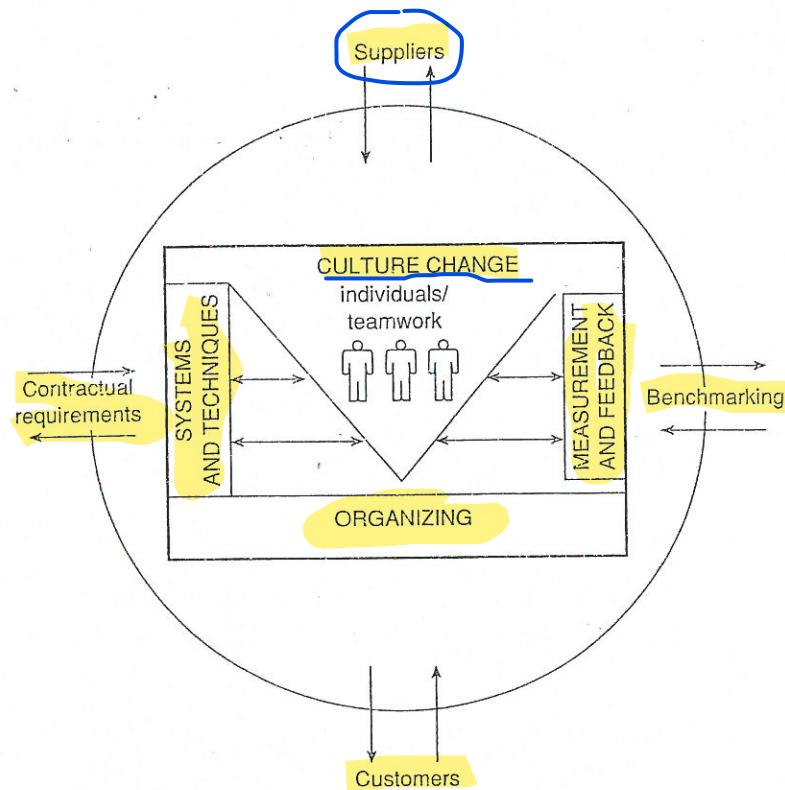 Suppliers
CULTURE CHANGE
individuals/
teamwork
SYSTEMS
AND TECHNIQUES
MEASUREMENT
AND FEEDBACK
Contractual
requirements
Benchmarking
ORGANIZING
Customers